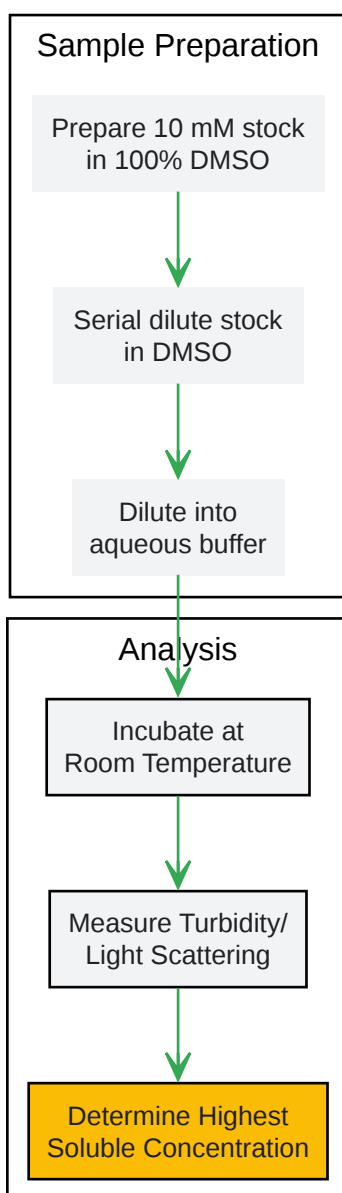 Sample Preparation
Prepare 10 mM stock
in 100% DMSO
Serial dilute stock
in DMSO
Dilute into
aqueous buffer
Analysis
Incubate at
Room Temperature
Measure Turbidity/
Light Scattering
Determine Highest
Soluble Concentration